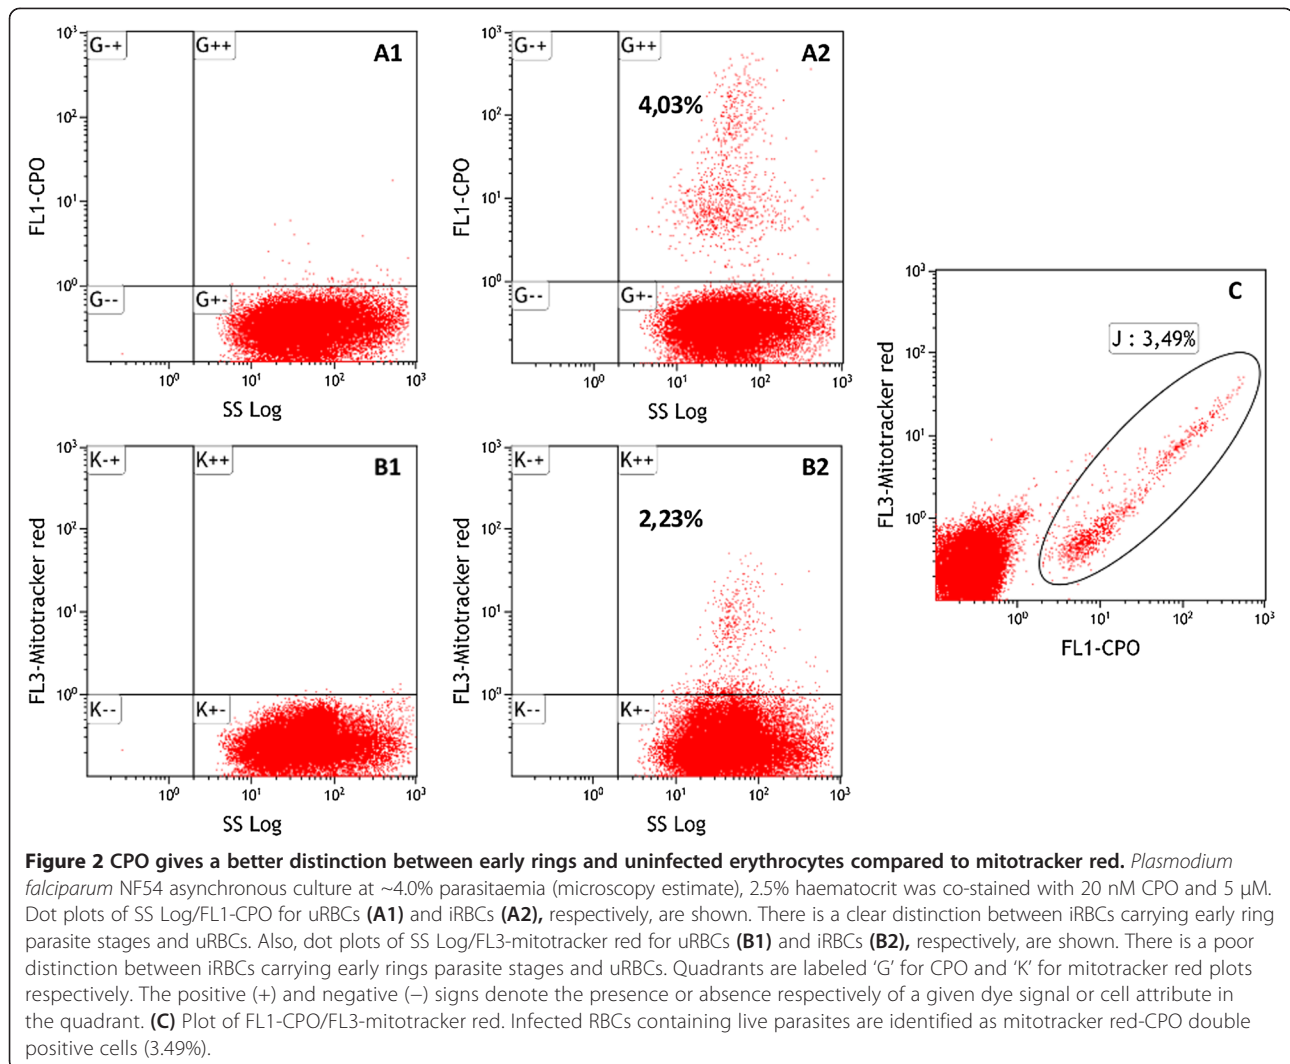 G-+
G++
A1
10³
10²
10¹
10⁰
FL1-CPO
G--
G+-
10⁰ 10¹ 10² 10³
SS Log
G-+
G++
A2
4,03%
10³
10²
10¹
10⁰
FL1-CPO
G--
G+-
10⁰ 10¹ 10² 10³
SS Log
K-+
K++
B1
10³
10²
10¹
10⁰
FL3-Mitotracker red
K--
K+-
10⁰ 10¹ 10² 10³
SS Log
K-+
K++
B2
2,23%
10³
10²
10¹
10⁰
FL3-Mitotracker red
K--
K+-
10⁰ 10¹ 10² 10³
SS Log
C
J : 3,49%
10³
10²
10¹
10⁰
FL3-Mitotracker red
10⁰ 10¹ 10² 10³
FL1-CPO
Figure 2 CPO gives a better distinction between early rings and uninfected erythrocytes compared to mitotracker red. Plasmodium
falciparum NF54 asynchronous culture at ~4.0% parasitaemia (microscopy estimate), 2.5% haematocrit was co-stained with 20 nM CPO and 5 μM.
Dot plots of SS Log/FL1-CPO for uRBCs (A1) and iRBCs (A2), respectively, are shown. There is a clear distinction between iRBCs carrying early ring
parasite stages and uRBCs. Also, dot plots of SS Log/FL3-mitotracker red for uRBCs (B1) and iRBCs (B2), respectively, are shown. There is a poor
distinction between iRBCs carrying early rings parasite stages and uRBCs. Quadrants are labeled ‘G’ for CPO and ‘K’ for mitotracker red plots
respectively. The positive (+) and negative (−) signs denote the presence or absence respectively of a given dye signal or cell attribute in
the quadrant. (C) Plot of FL1-CPO/FL3-mitotracker red. Infected RBCs containing live parasites are identified as mitotracker red-CPO double
positive cells (3.49%).